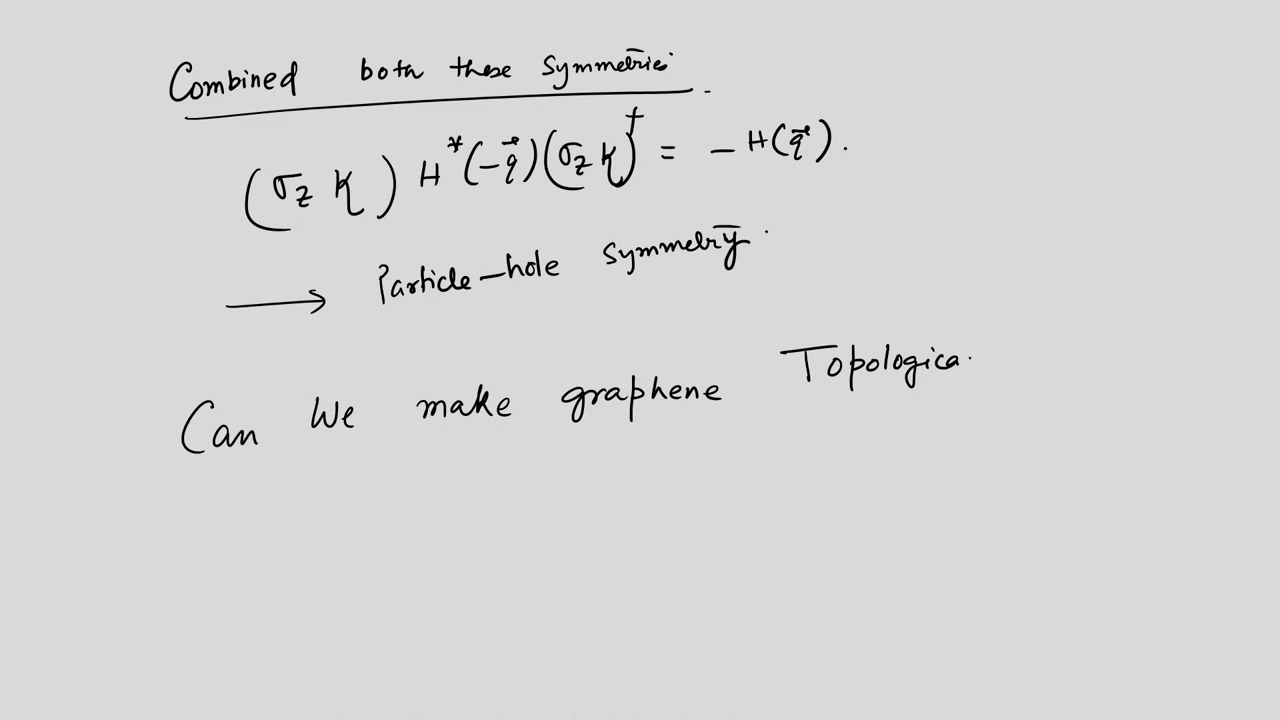 Combined both these Symmetries.
(σz K) H*(-q⃗)(σz K)† = - H(q⃗).
→ Particle-hole symmetry.
Can We make graphene Topologica